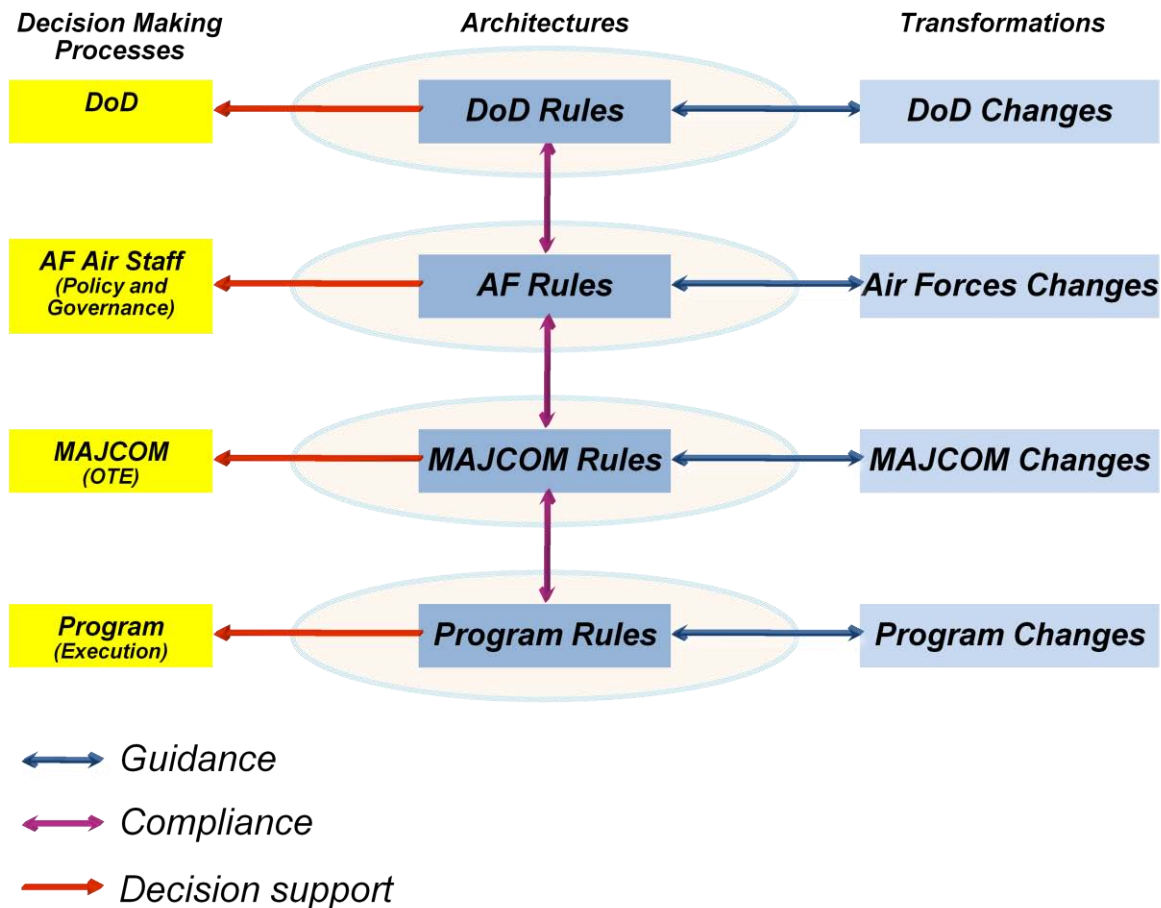 Decision Making
Processes
Architectures
Transformations
DoD
DoD Rules
DoD Changes
AF Air Staff
(Policy and
Governance)
AF Rules
Air Forces Changes
MAJCOM
(OTE)
MAJCOM Rules
MAJCOM Changes
Program
(Execution)
Program Rules
Program Changes
Guidance
Compliance
Decision support